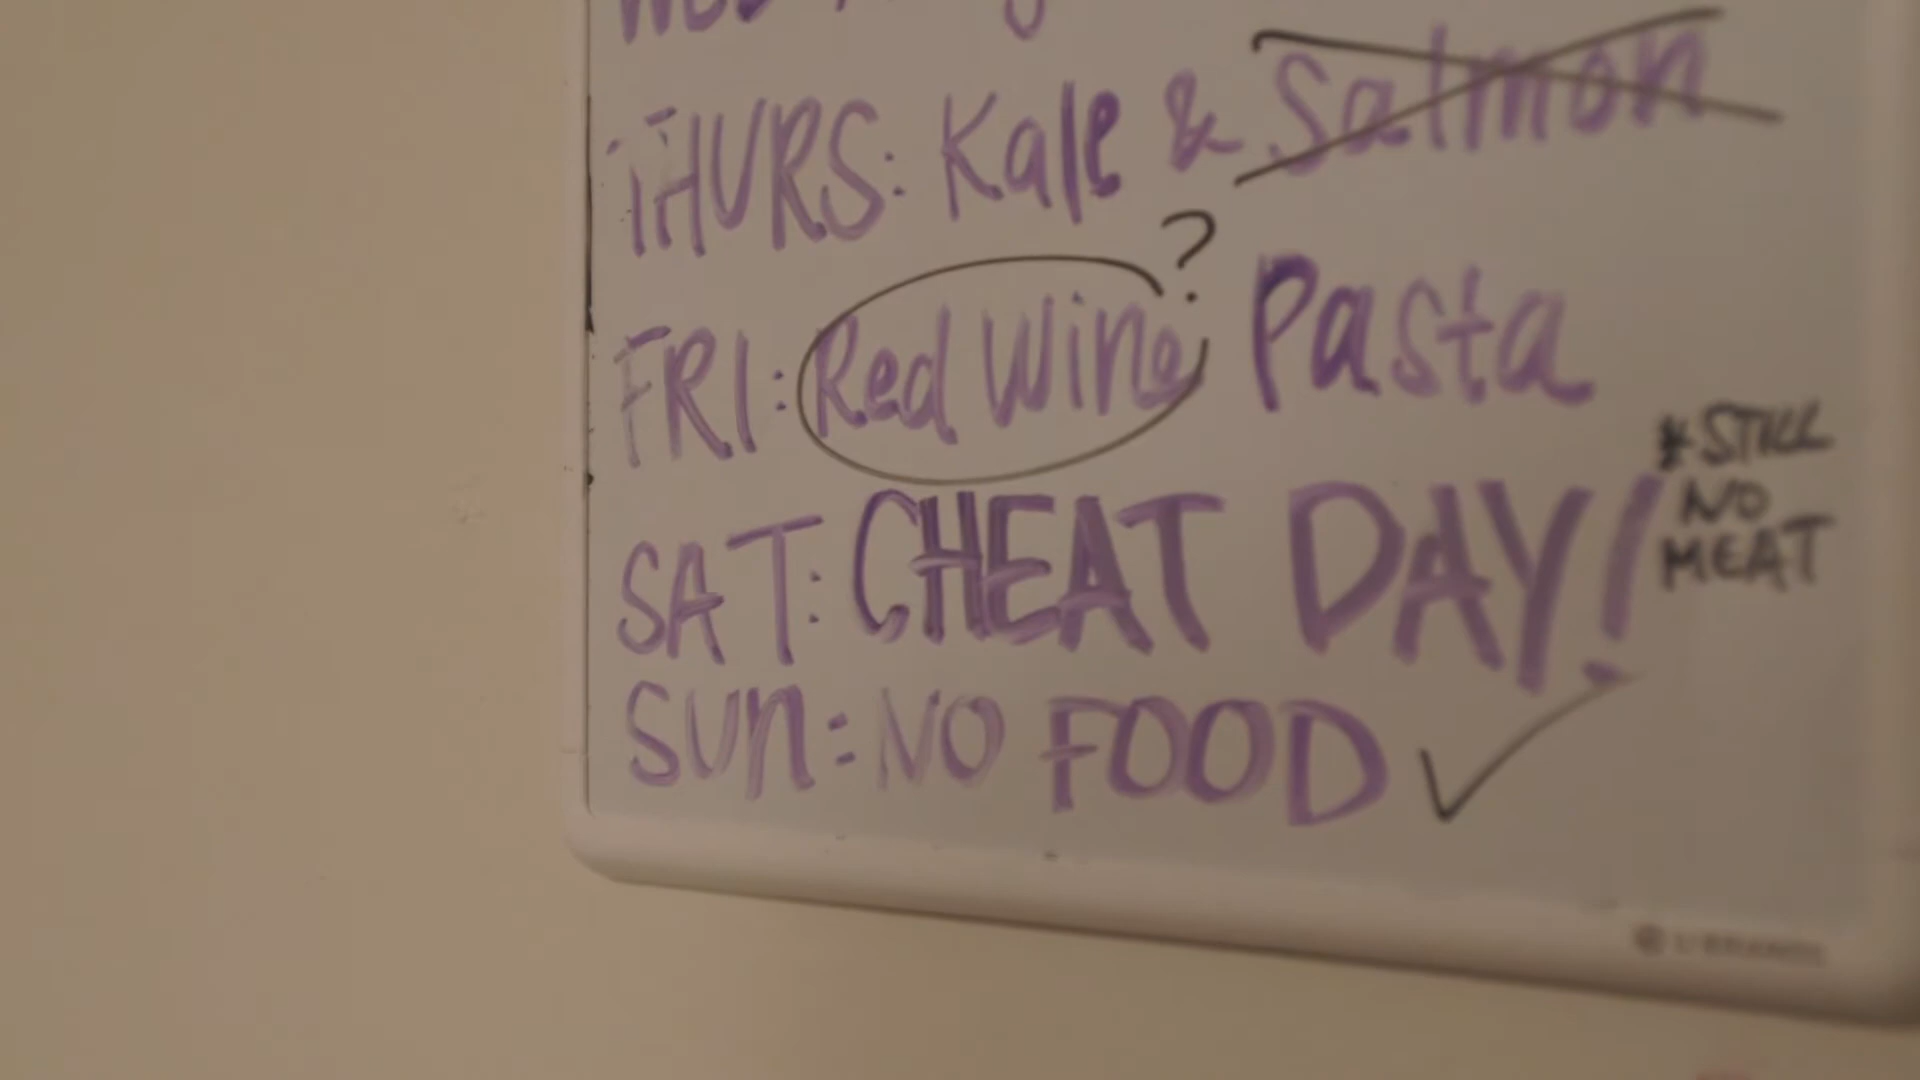 THURS: Kale & Salmon
?
FRI: Red Wine Pasta
*STILL
NO
MEAT
SAT: CHEAT DAY!
SUN: NO FOOD